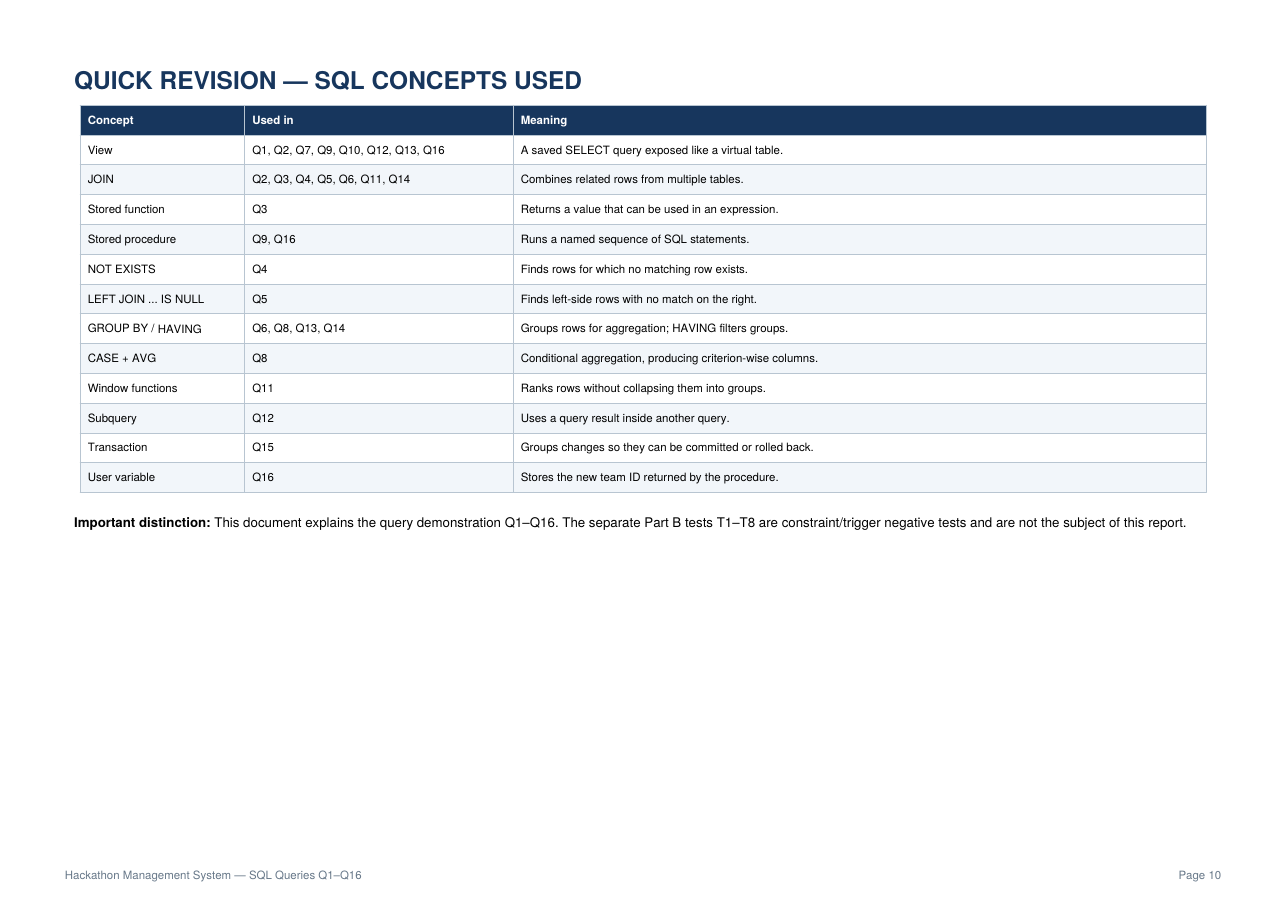 QUICK REVISION — SQL CONCEPTS USED
Concept Used in Meaning
View Q1, Q2, Q7, Q9, Q10, Q12, Q13, Q16 A saved SELECT query exposed like a virtual table.
JOIN Q2, Q3, Q4, Q5, Q6, Q11, Q14 Combines related rows from multiple tables.
Stored function Q3 Returns a value that can be used in an expression.
Stored procedure Q9, Q16 Runs a named sequence of SQL statements.
NOT EXISTS Q4 Finds rows for which no matching row exists.
LEFT JOIN ... IS NULL Q5 Finds left-side rows with no match on the right.
GROUP BY / HAVING Q6, Q8, Q13, Q14 Groups rows for aggregation; HAVING filters groups.
CASE + AVG Q8 Conditional aggregation, producing criterion-wise columns.
Window functions Q11 Ranks rows without collapsing them into groups.
Subquery Q12 Uses a query result inside another query.
Transaction Q15 Groups changes so they can be committed or rolled back.
User variable Q16 Stores the new team ID returned by the procedure.
Important distinction: This document explains the query demonstration Q1–Q16. The separate Part B tests T1–T8 are constraint/trigger negative tests and are not the subject of this report.
Hackathon Management System — SQL Queries Q1–Q16 Page 10